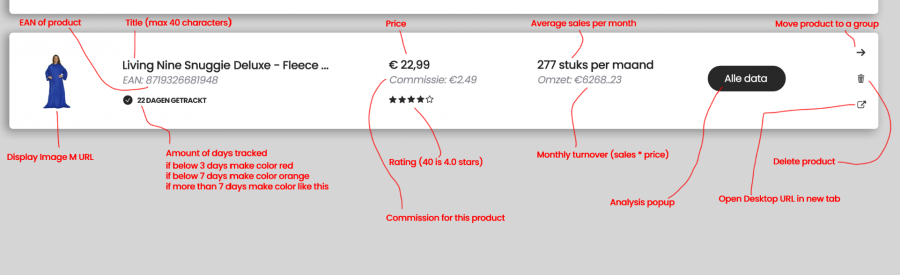 EAN of product
Title (max 40 characters)
Price
Average sales per month
Move product to a group
Living Nine Snuggie Deluxe - Fleece ...
€ 22,99
277 stuks per maand
EAN: 8719326681948
Commissie: €2.49
Omzet: €6268..23
Alle data
22 DAGEN GETRACKT
Display Image M URL
Amount of days tracked
if below 3 days make color red
if below 7 days make color orange
if more than 7 days make color like this
Rating (40 is 4.0 stars)
Monthly turnover (sales * price)
Delete product
Commission for this product
Analysis popup
Open Desktop URL in new tab